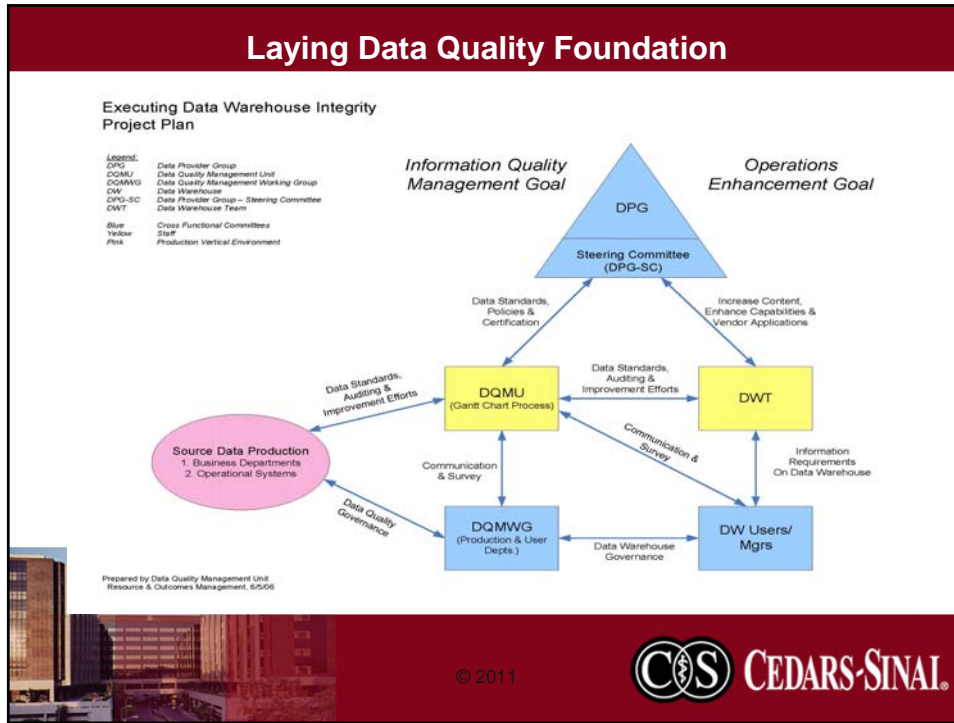 Laying Data Quality Foundation
Executing Data Warehouse Integrity
Project Plan
Legend:
DPG Data Provider Group
DQMU Data Quality Management Unit
DQMWG Data Quality Management Working Group
DW Data Warehouse
DPG-SC Data Provider Group – Steering Committee
DWT Data Warehouse Team
Blue Cross Functional Committees
Yellow Staff
Pink Production Vertical Environment
Information Quality
Management Goal
Operations
Enhancement Goal
DPG
Steering Committee
(DPG-SC)
Data Standards,
Policies &
Certification
Increase Content,
Enhance Capabilities &
Vendor Applications
Data Standards,
Auditing &
Improvement Efforts
DQMU
(Gantt Chart Process)
Data Standards,
Auditing &
Improvement Efforts
DWT
Source Data Production
1. Business Departments
2. Operational Systems
Communication
& Survey
Communication &
Survey
Information
Requirements
On Data Warehouse
Data Quality
Governance
DQMWG
(Production & User
Depts.)
Data Warehouse
Governance
DW Users/
Mgrs
Prepared by Data Quality Management Unit
Resource & Outcomes Management, 6/5/06
© 2011
CEDARS-SINAI®